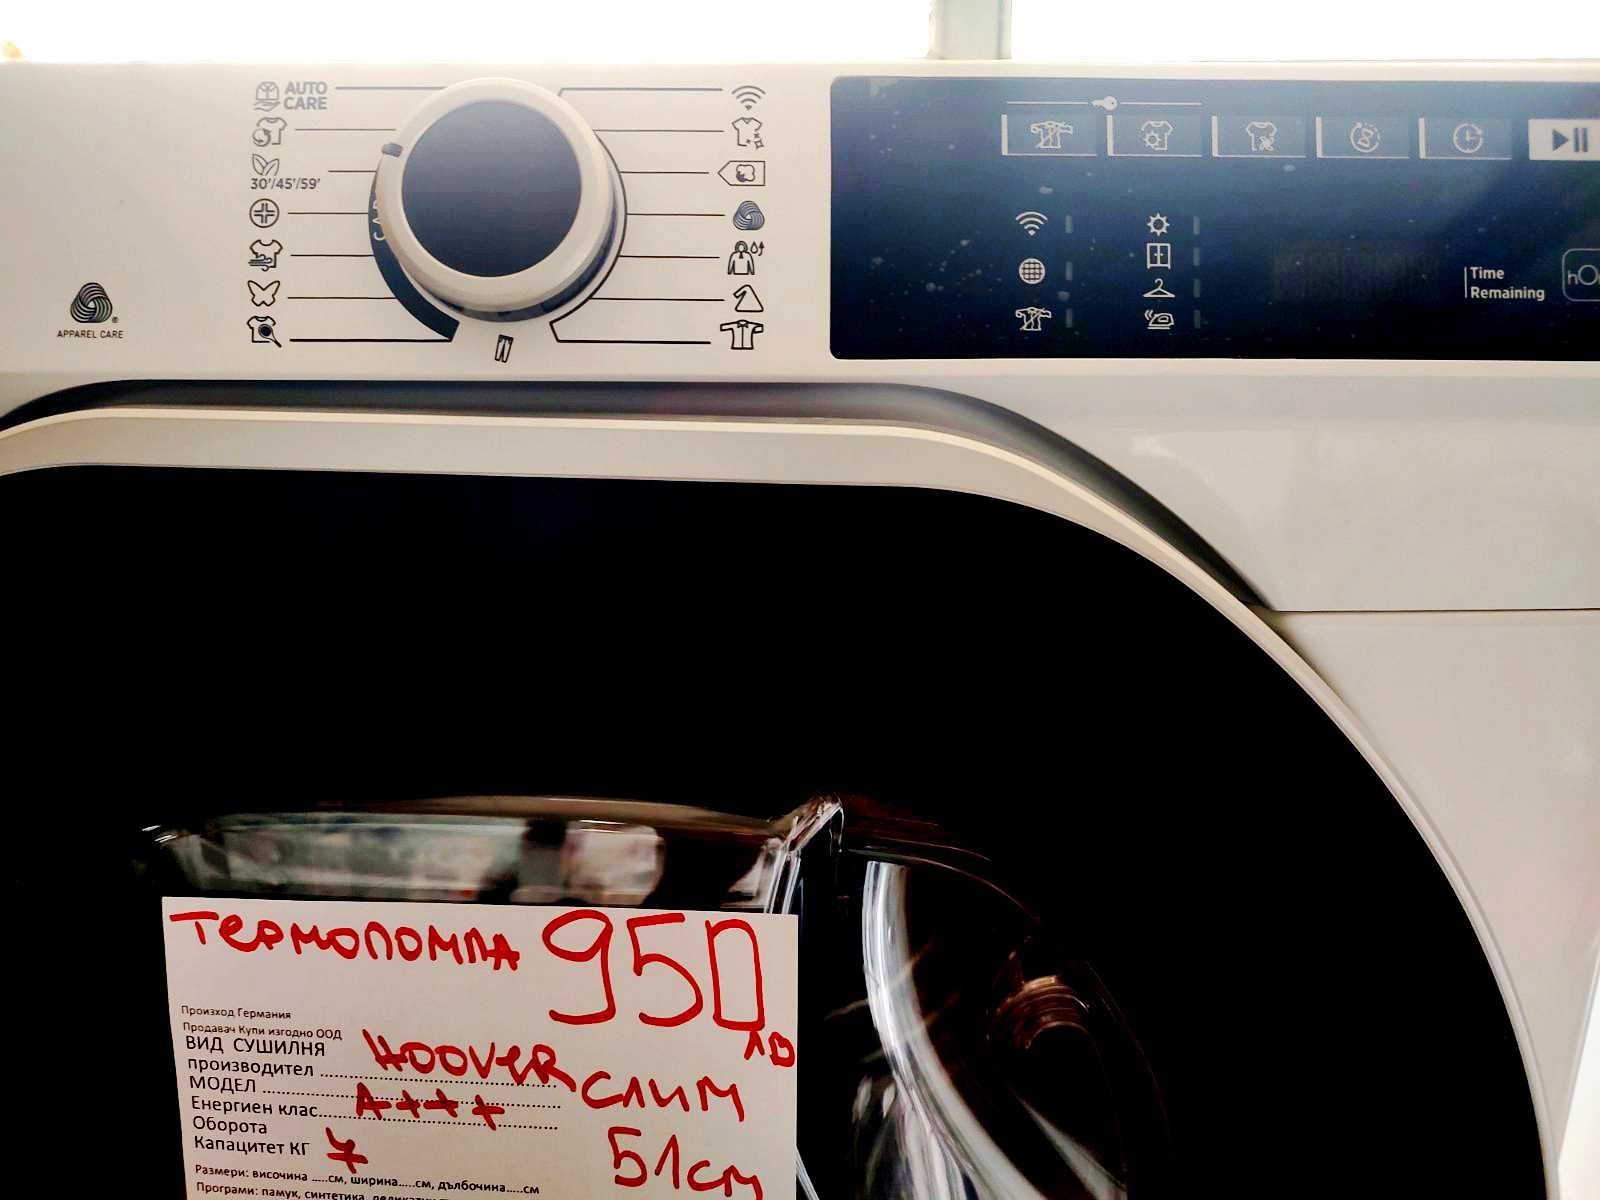 AUTO
CARE
30'/45'/59'
CAR
APPAREL CARE
Time
Remaining
термопомпа 950
лв
Произход Германия
Продавач Купи изгодно ООД
ВИД СУШИЛНЯ
производител HOOVER
МОДЕЛ
слим
Енергиен клас A+++
Оборота
Капацитет КГ 7
51см
Размери: височина .....см, ширина.....см, дълбочина.....см
Програми: памук, синтетика,